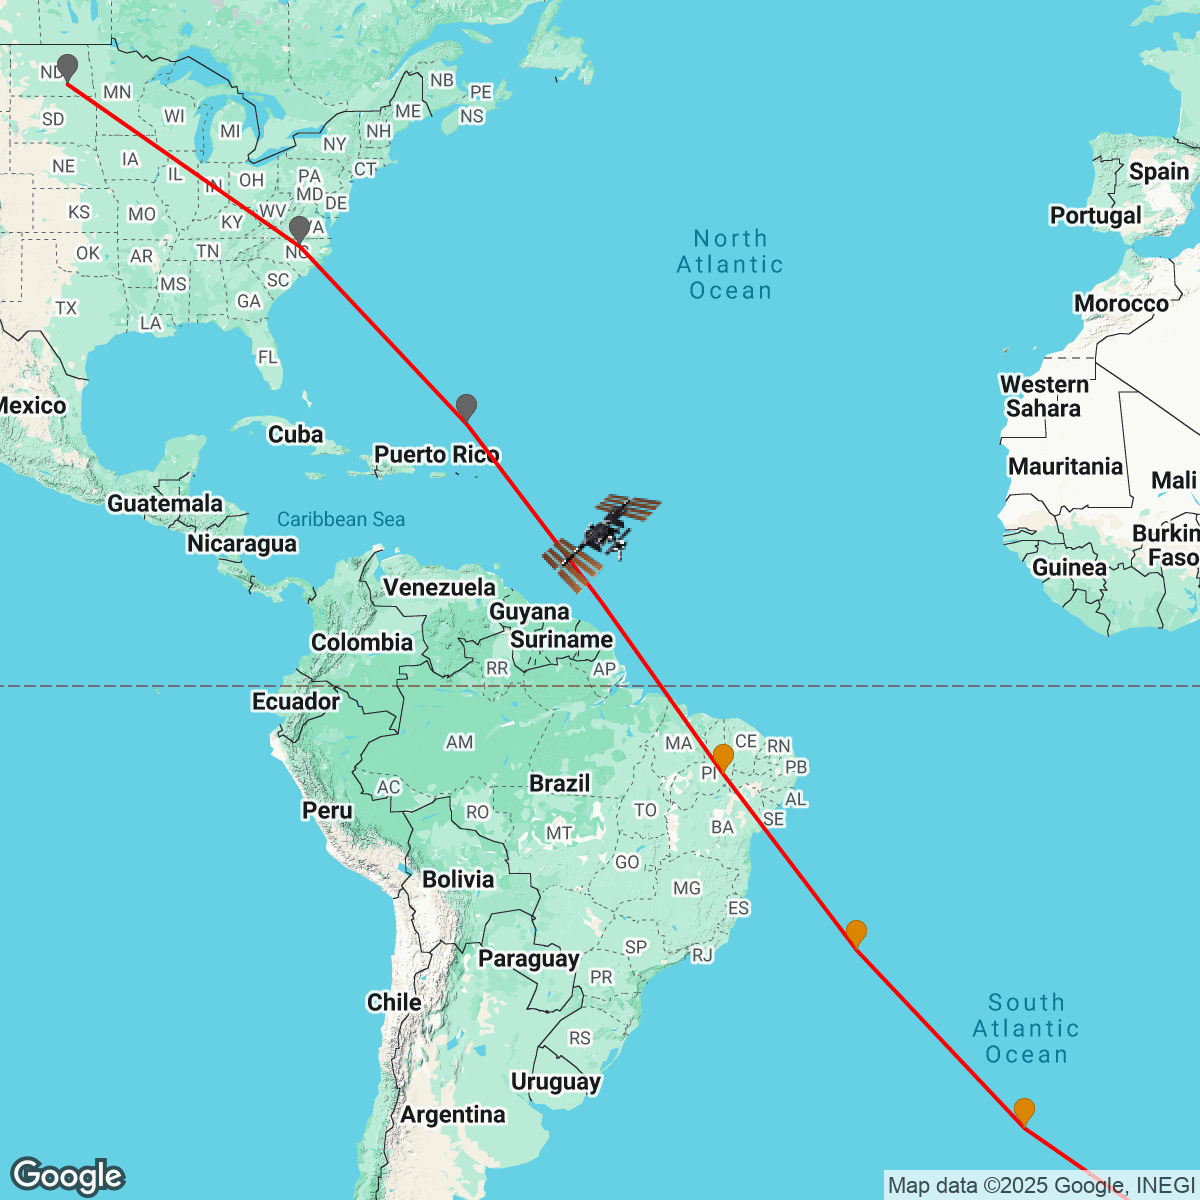 ND
MN
NB
PE
SD
WI
ME
NS
MI
NH
NY
NE
IA
CT
IL
IN
OH
PA
MD
DE
KS
MO
KY
WV
VA
OK
AR
TN
NC
MS
SC
TX
LA
GA
FL
North
Atlantic
Ocean
Spain
Portugal
Morocco
Western
Sahara
Mauritania
Mali
Burkin
Faso
Guinea
Mexico
Cuba
Puerto Rico
Guatemala
Caribbean Sea
Nicaragua
Venezuela
Guyana
Suriname
Colombia
RR
AP
Ecuador
AM
MA
CE
RN
PI
PB
AC
Brazil
AL
Peru
RO
TO
SE
MT
BA
GO
Bolivia
MG
ES
SP
RJ
Paraguay
PR
Chile
South
Atlantic
Ocean
RS
Uruguay
Argentina
Google
Map data ©2025 Google, INEGI